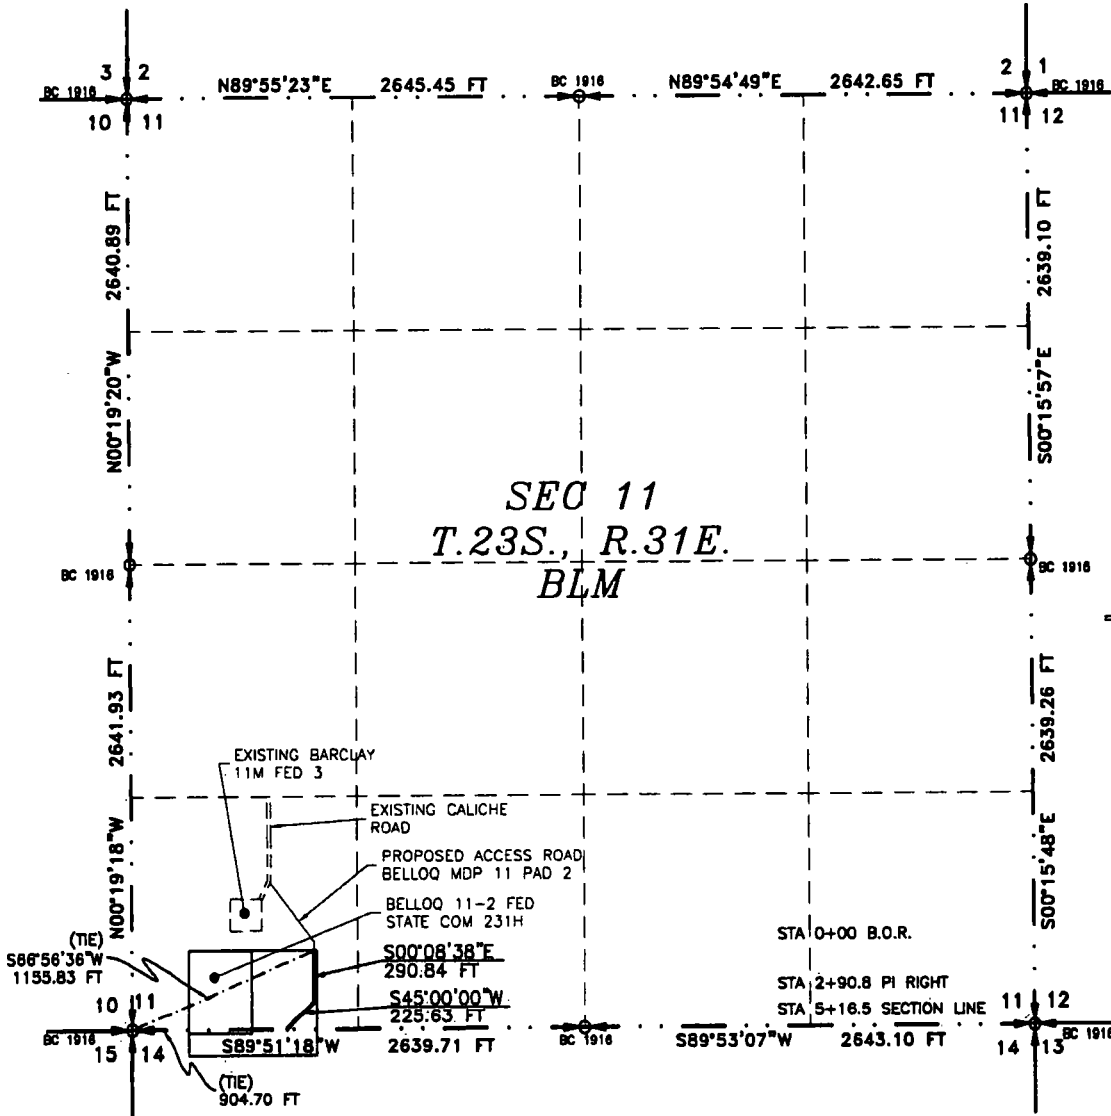 3 2
2 1
BC 1916
N89°55'23"E 2645.45 FT
BC 1916
N89°54'49"E 2642.65 FT
BC 1916
10 11
11 12
2640.89 FT
N00°19'20"W
2639.10 FT
S00°15'57"E
SEC 11
T.23S., R.31E.
BLM
BC 1916
BC 1916
2641.93 FT
N00°19'18"W
2639.26 FT
S00°15'48"E
EXISTING BARCLAY
11M FED 3
EXISTING CALICHE
ROAD
PROPOSED ACCESS ROAD
BELLOQ MDP 11 PAD 2
BELLOQ 11-2 FED
STATE COM 231H
(TIE)
S66°56'36"W
1155.83 FT
S00°08'38"E
290.84 FT
S45°00'00"W
225.63 FT
STA 0+00 B.O.R.
STA 2+90.8 PI RIGHT
STA 5+16.5 SECTION LINE
10 11
11 12
BC 1916
S89°51'18"W 2639.71 FT
BC 1916
S89°53'07"W 2643.10 FT
BC 1916
15 14
14 13
(TIE)
904.70 FT